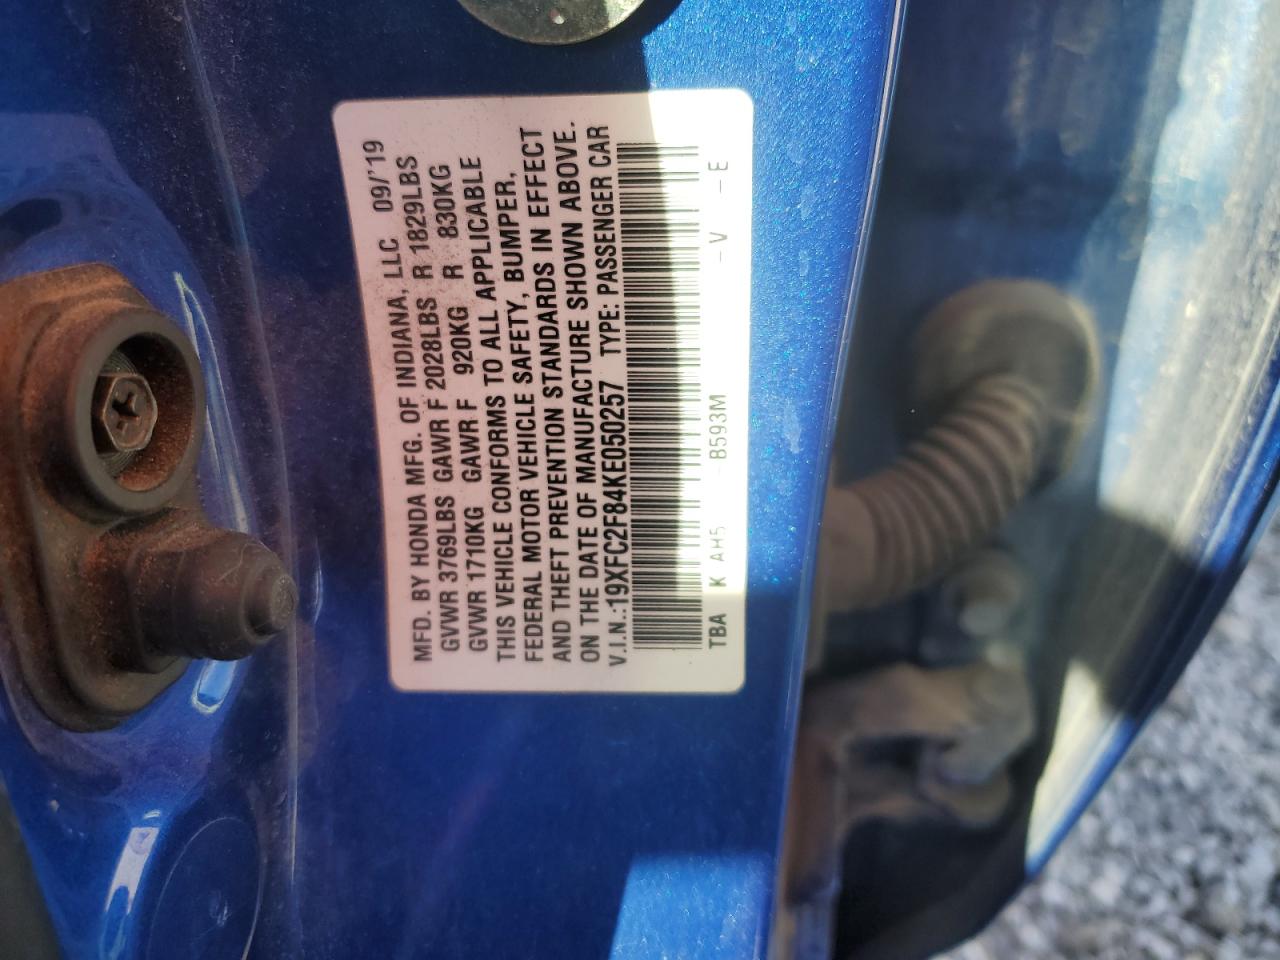 MFD. BY HONDA MFG. OF INDIANA, LLC 09/'19
GVWR 3769LBS GAWR F 2028LBS R 1829LBS
GVWR 1710KG GAWR F 920KG R 830KG
THIS VEHICLE CONFORMS TO ALL APPLICABLE
FEDERAL MOTOR VEHICLE SAFETY, BUMPER,
AND THEFT PREVENTION STANDARDS IN EFFECT
ON THE DATE OF MANUFACTURE SHOWN ABOVE.
V.I.N.:19XFC2F84KE050257 TYPE: PASSENGER CAR
TBA K AH5 -B593M -V -E